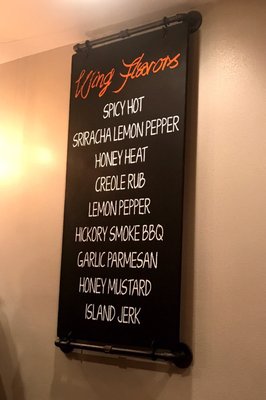 Wing Flavors
SPICY HOT
SRIRACHA LEMON PEPPER
HONEY HEAT
CREOLE RUB
LEMON PEPPER
HICKORY SMOKE BBQ
GARLIC PARMESAN
HONEY MUSTARD
ISLAND JERK